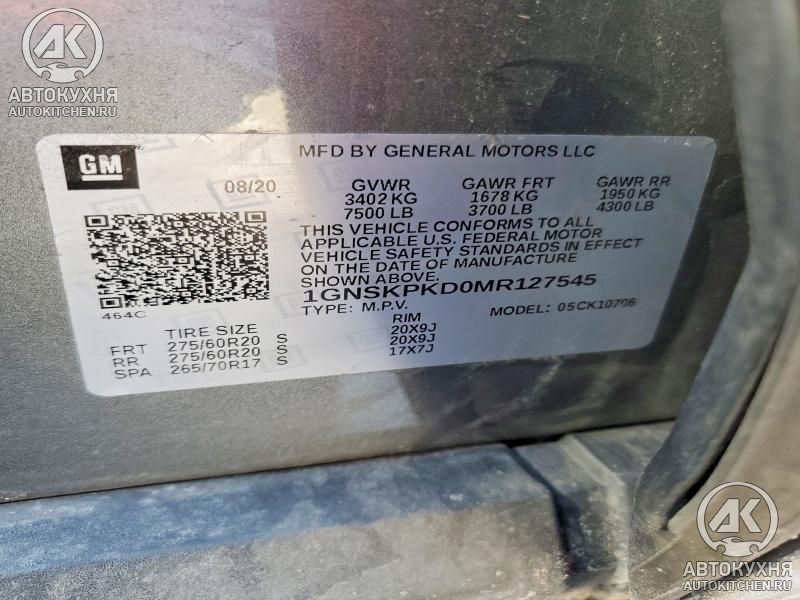 АК
АВТОКУХНЯ
AUTOKITCHEN.RU
GM
MFD BY GENERAL MOTORS LLC
08/20 GVWR GAWR FRT GAWR RR
3402 KG 1678 KG 1950 KG
7500 LB 3700 LB 4300 LB
THIS VEHICLE CONFORMS TO ALL
APPLICABLE U.S. FEDERAL MOTOR
VEHICLE SAFETY STANDARDS IN EFFECT
ON THE DATE OF MANUFACTURE
SHOWN ABOVE.
1GNSKPKD0MR127545
464C
TYPE: M.P.V. MODEL: 05CK10706
TIRE SIZE RIM
FRT 275/60R20 S 20X9J
RR 275/60R20 S 20X9J
SPA 265/70R17 S 17X7J
АК
АВТОКУХНЯ
AUTOKITCHEN.RU